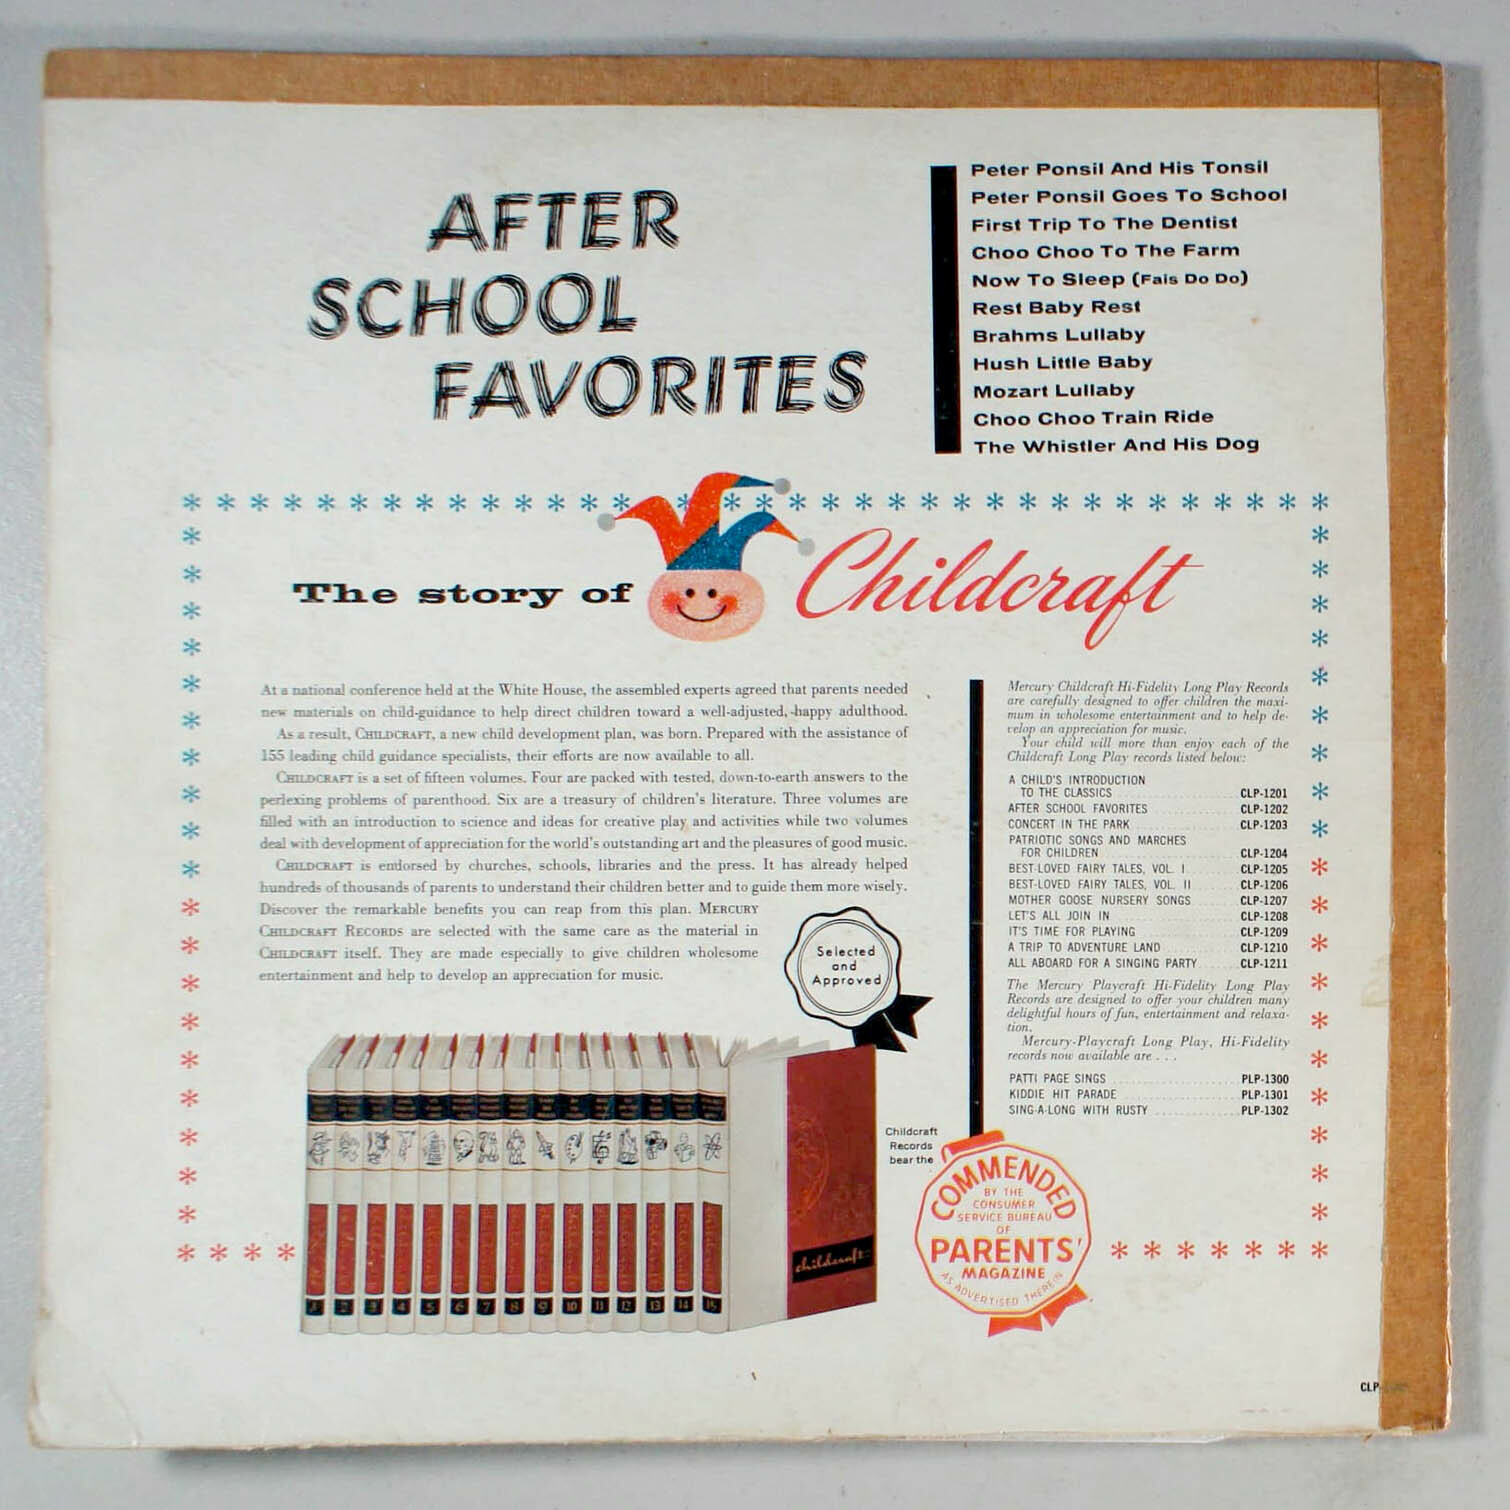 AFTER
SCHOOL
FAVORITES
Peter Ponsil And His Tonsil
Peter Ponsil Goes To School
First Trip To The Dentist
Choo Choo To The Farm
Now To Sleep (Fais Do Do)
Rest Baby Rest
Brahms Lullaby
Hush Little Baby
Mozart Lullaby
Choo Choo Train Ride
The Whistler And His Dog
The story of Childcraft
At a national conference held at the White House, the assembled experts agreed that parents needed
new materials on child-guidance to help direct children toward a well-adjusted, happy adulthood.
As a result, CHILDCRAFT, a new child development plan, was born. Prepared with the assistance of
155 leading child guidance specialists, their efforts are now available to all.
CHILDCRAFT is a set of fifteen volumes. Four are packed with tested, down-to-earth answers to the
perlexing problems of parenthood. Six are a treasury of children's literature. Three volumes are
filled with an introduction to science and ideas for creative play and activities while two volumes
deal with development of appreciation for the world's outstanding art and the pleasures of good music.
CHILDCRAFT is endorsed by churches, schools, libraries and the press. It has already helped
hundreds of thousands of parents to understand their children better and to guide them more wisely.
Discover the remarkable benefits you can reap from this plan. MERCURY
CHILDCRAFT RECORDS are selected with the same care as the material in
CHILDCRAFT itself. They are made especially to give children wholesome
entertainment and help to develop an appreciation for music.
Selected
and
Approved
Mercury Childcraft Hi-Fidelity Long Play Records
are carefully designed to offer children the maxi-
mum in wholesome entertainment and to help de-
velop an appreciation for music.
Your child will more than enjoy each of the
Childcraft Long Play records listed below:
A CHILD'S INTRODUCTION
TO THE CLASSICS CLP-1201
AFTER SCHOOL FAVORITES CLP-1202
CONCERT IN THE PARK CLP-1203
PATRIOTIC SONGS AND MARCHES
FOR CHILDREN CLP-1204
BEST-LOVED FAIRY TALES, VOL. I CLP-1205
BEST-LOVED FAIRY TALES, VOL. II CLP-1206
MOTHER GOOSE NURSERY SONGS CLP-1207
LET'S ALL JOIN IN CLP-1208
IT'S TIME FOR PLAYING CLP-1209
A TRIP TO ADVENTURE LAND CLP-1210
ALL ABOARD FOR A SINGING PARTY CLP-1211
The Mercury Playcraft Hi-Fidelity Long Play
Records are designed to offer your children many
delightful hours of fun, entertainment and relaxa-
tion.
Mercury-Playcraft Long Play, Hi-Fidelity
records now available are . . .
PATTI PAGE SINGS PLP-1300
KIDDIE HIT PARADE PLP-1301
SING-A-LONG WITH RUSTY PLP-1302
1 2 3 4 5 6 7 8 9 10 11 12 13 14 15
childcraft
Childcraft
Records
bear the
COMMENDED
BY THE
CONSUMER
SERVICE BUREAU
OF
PARENTS'
MAGAZINE
AS ADVERTISED THEREIN
CLP